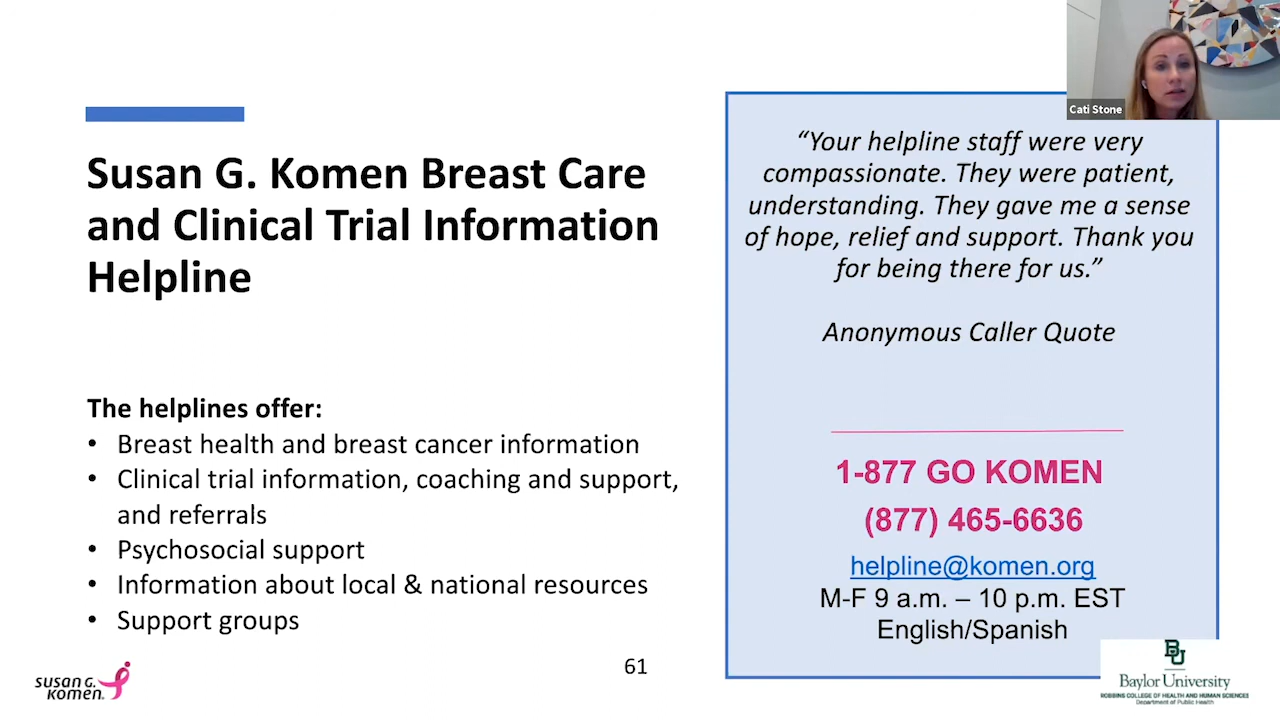 Cati Stone
Susan G. Komen Breast Care
and Clinical Trial Information
Helpline
The helplines offer:
• Breast health and breast cancer information
• Clinical trial information, coaching and support,
and referrals
• Psychosocial support
• Information about local & national resources
• Support groups
“Your helpline staff were very
compassionate. They were patient,
understanding. They gave me a sense
of hope, relief and support. Thank you
for being there for us.”
Anonymous Caller Quote
1-877 GO KOMEN
(877) 465-6636
helpline@komen.org
M-F 9 a.m. – 10 p.m. EST
English/Spanish
susan g.
komen.
61
BU
Baylor University
ROBBINS COLLEGE OF HEALTH AND HUMAN SCIENCES
Department of Public Health